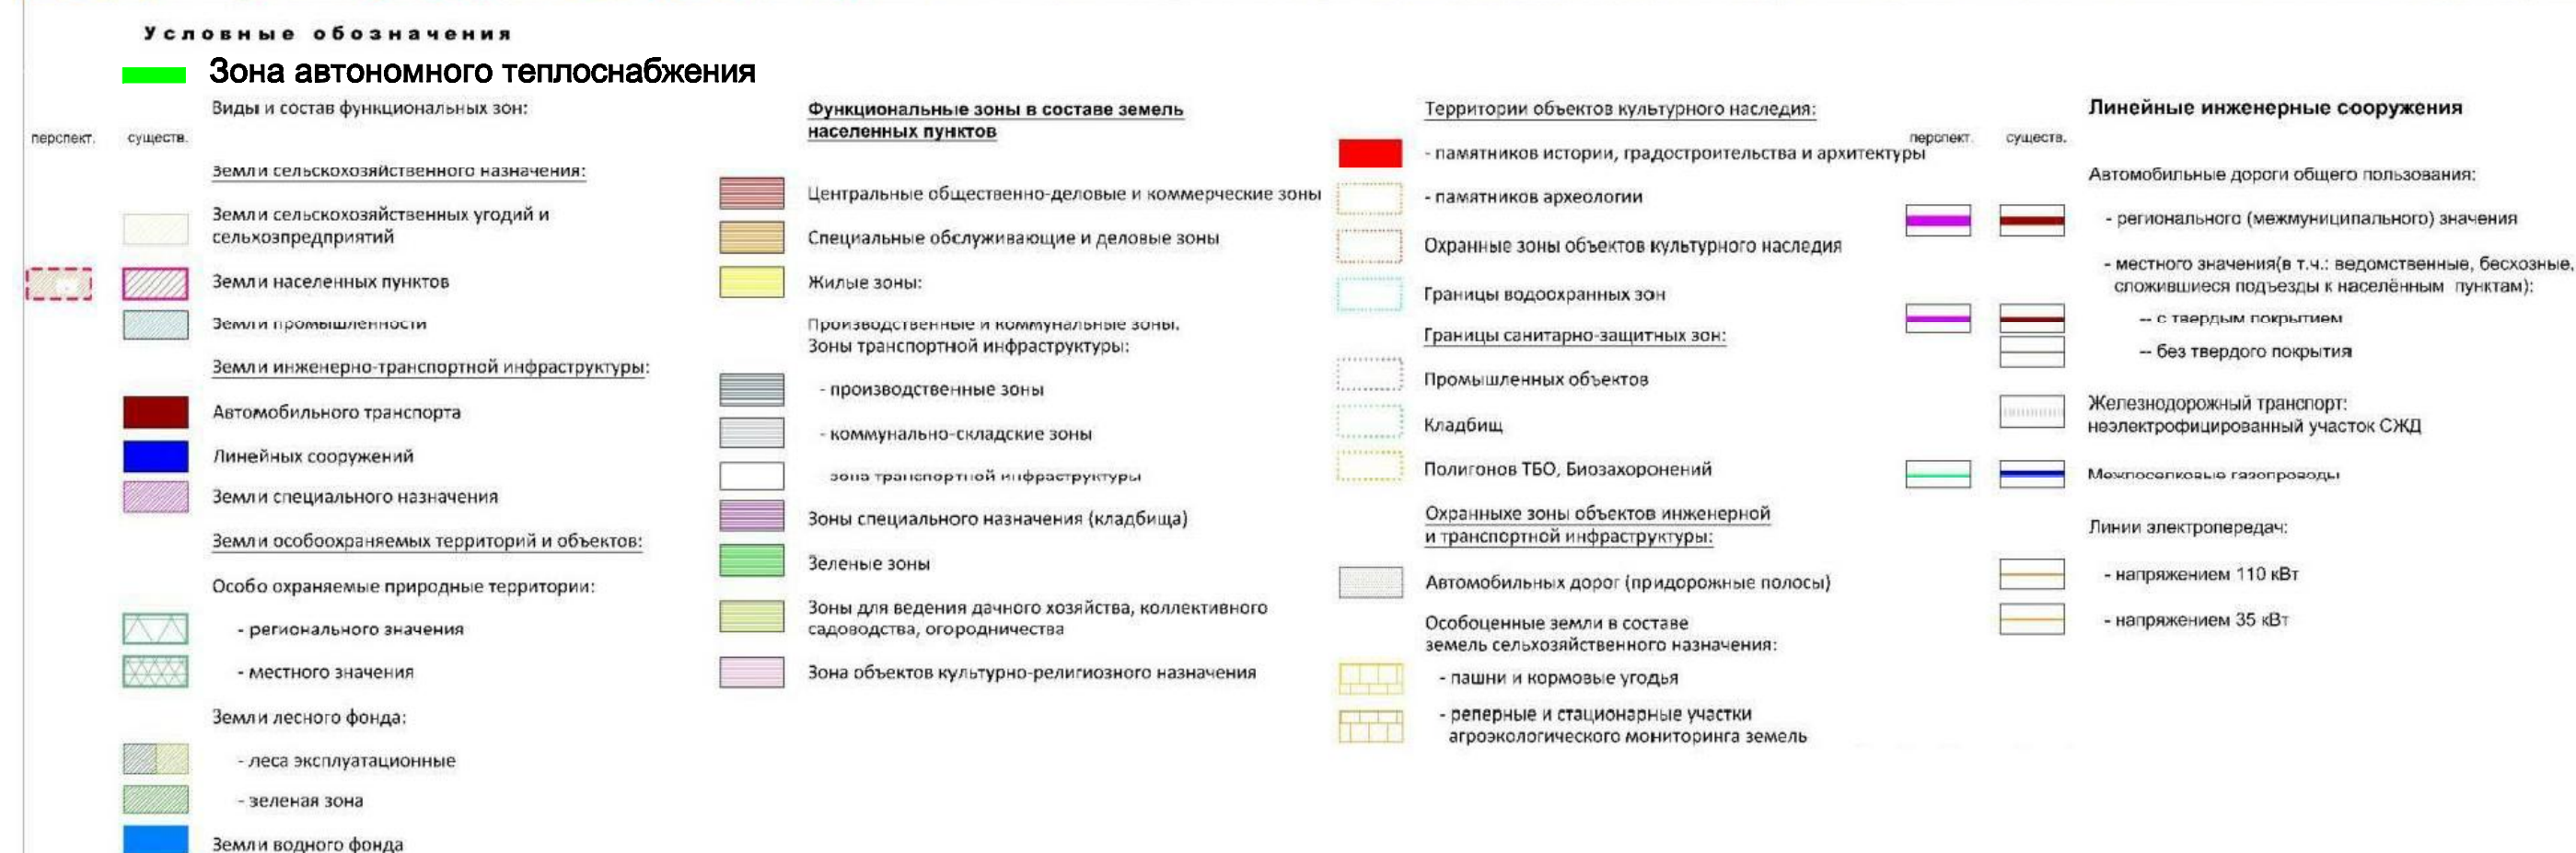 Условные обозначения
Зона автономного теплоснабжения
Виды и состав функциональных зон:
перспект.
существ.
Земли сельскохозяйственного назначения:
Земли сельскохозяйственных угодий и
сельхозпредприятий
Земли населенных пунктов
Земли промышленности
Земли инженерно-транспортной инфраструктуры:
Автомобильного транспорта
Линейных сооружений
Земли специального назначения
Земли особоохраняемых территорий и объектов:
Особо охраняемые природные территории:
- регионального значения
- местного значения
Земли лесного фонда:
- леса эксплуатационные
- зеленая зона
Земли водного фонда
Функциональные зоны в составе земель
населенных пунктов
Центральные общественно-деловые и коммерческие зоны
Специальные обслуживающие и деловые зоны
Жилые зоны:
Производственные и коммунальные зоны.
Зоны транспортной инфраструктуры:
- производственные зоны
- коммунально-складские зоны
зона транспортной инфраструктуры
Зоны специального назначения (кладбища)
Зеленые зоны
Зоны для ведения дачного хозяйства, коллективного
садоводства, огородничества
Зона объектов культурно-религиозного назначения
Территории объектов культурного наследия:
- памятников истории, градостроительства и архитектуры
- памятников археологии
Охранные зоны объектов культурного наследия
Границы водоохранных зон
Границы санитарно-защитных зон:
Промышленных объектов
Кладбищ
Полигонов ТБО, Биозахоронений
Охранныхе зоны объектов инженерной
и транспортной инфраструктуры:
Автомобильных дорог (придорожные полосы)
Особоценные земли в составе
земель сельхозяйственного назначения:
- пашни и кормовые угодья
- реперные и стационарные участки
агроэкологического мониторинга земель
Линейные инженерные сооружения
перспект.
существ.
Автомобильные дороги общего пользования:
- регионального (межмуниципального) значения
- местного значения(в т.ч.: ведомственные, бесхозные,
сложившиеся подъезды к населённым пунктам):
-- с твердым покрытием
-- без твердого покрытия
Железнодорожный транспорт:
неэлектрофицированный участок СЖД
Межпоселковые газопроводы
Линии электропередач:
- напряжением 110 кВт
- напряжением 35 кВт